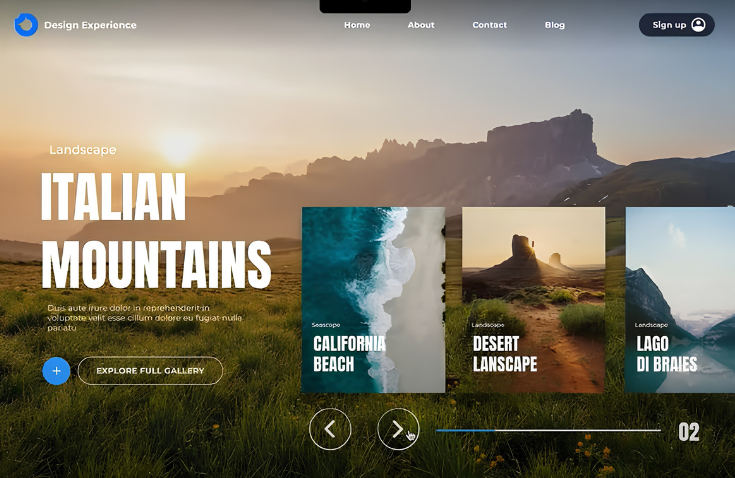 Design Experience
Home
About
Contact
Blog
Sign up
Landscape
ITALIAN
MOUNTAINS
Duis aute irure dolor in reprehenderit in
voluptate velit esse cillum dolore eu fugiat nulla
pariatu
EXPLORE FULL GALLERY
Seascape
CALIFORNIA
BEACH
Landscape
DESERT
LANSCAPE
Landscape
LAGO
DI BRAIES
02